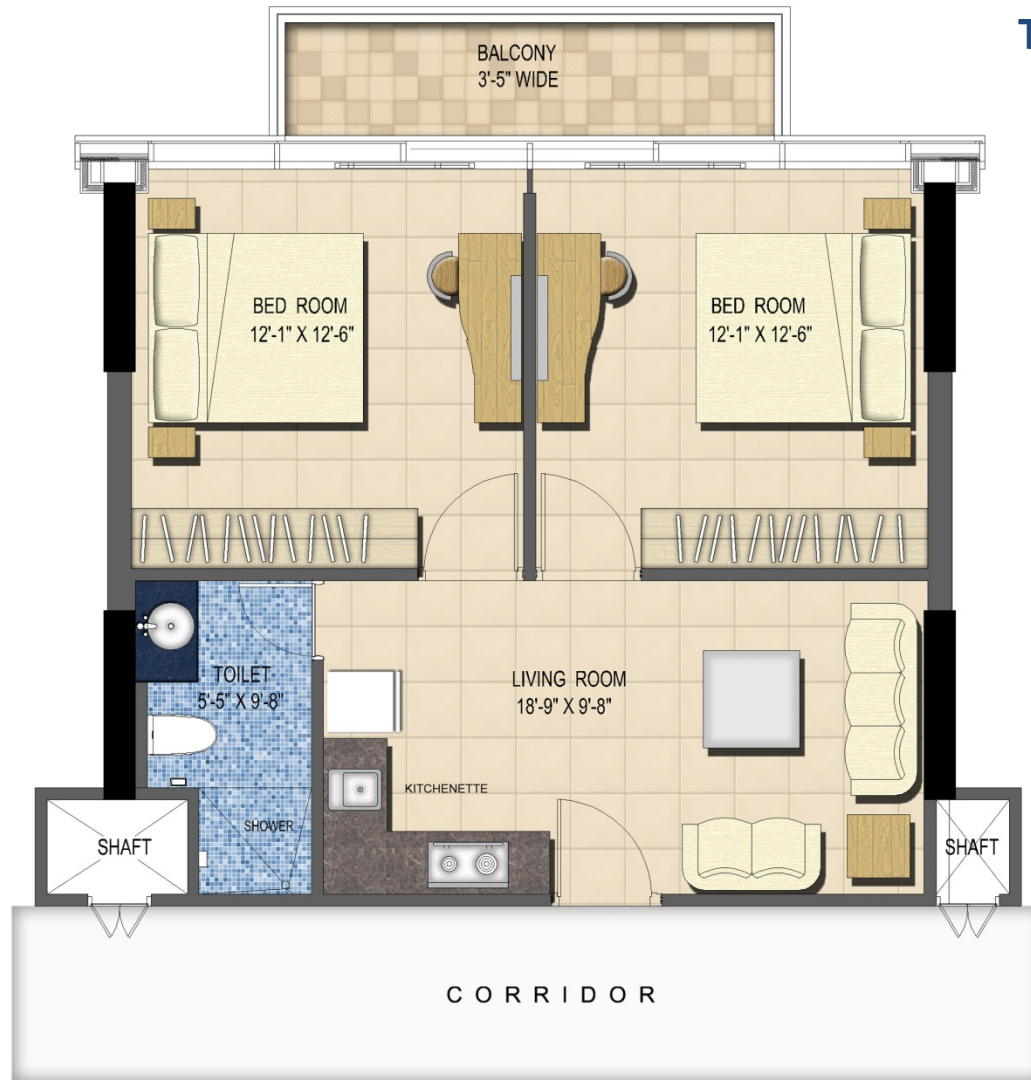 T
BALCONY
3'-5" WIDE
BED ROOM
12'-1" X 12'-6"
BED ROOM
12'-1" X 12'-6"
TOILET
5'-5" X 9'-8"
LIVING ROOM
18'-9" X 9'-8"
KITCHENETTE
SHOWER
SHAFT
SHAFT
CORRIDOR